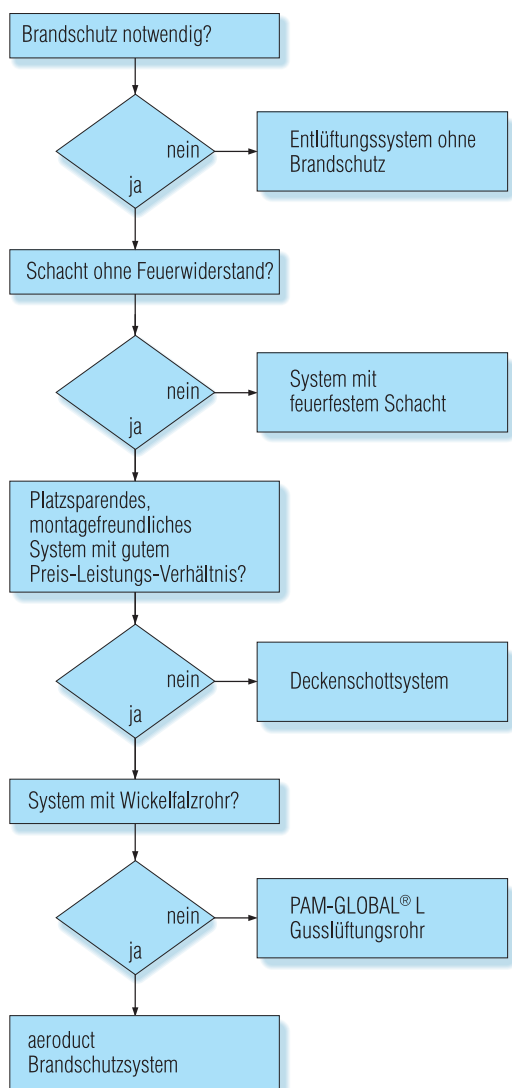 Brandschutz notwendig?
nein
ja
Entlüftungssystem ohne
Brandschutz
Schacht ohne Feuerwiderstand?
nein
ja
System mit
feuerfestem Schacht
Platzsparendes,
montagefreundliches
System mit gutem
Preis-Leistungs-Verhältnis?
nein
ja
Deckenschottsystem
System mit Wickelfalzrohr?
nein
ja
PAM-GLOBAL® L
Gusslüftungsrohr
aeroduct
Brandschutzsystem